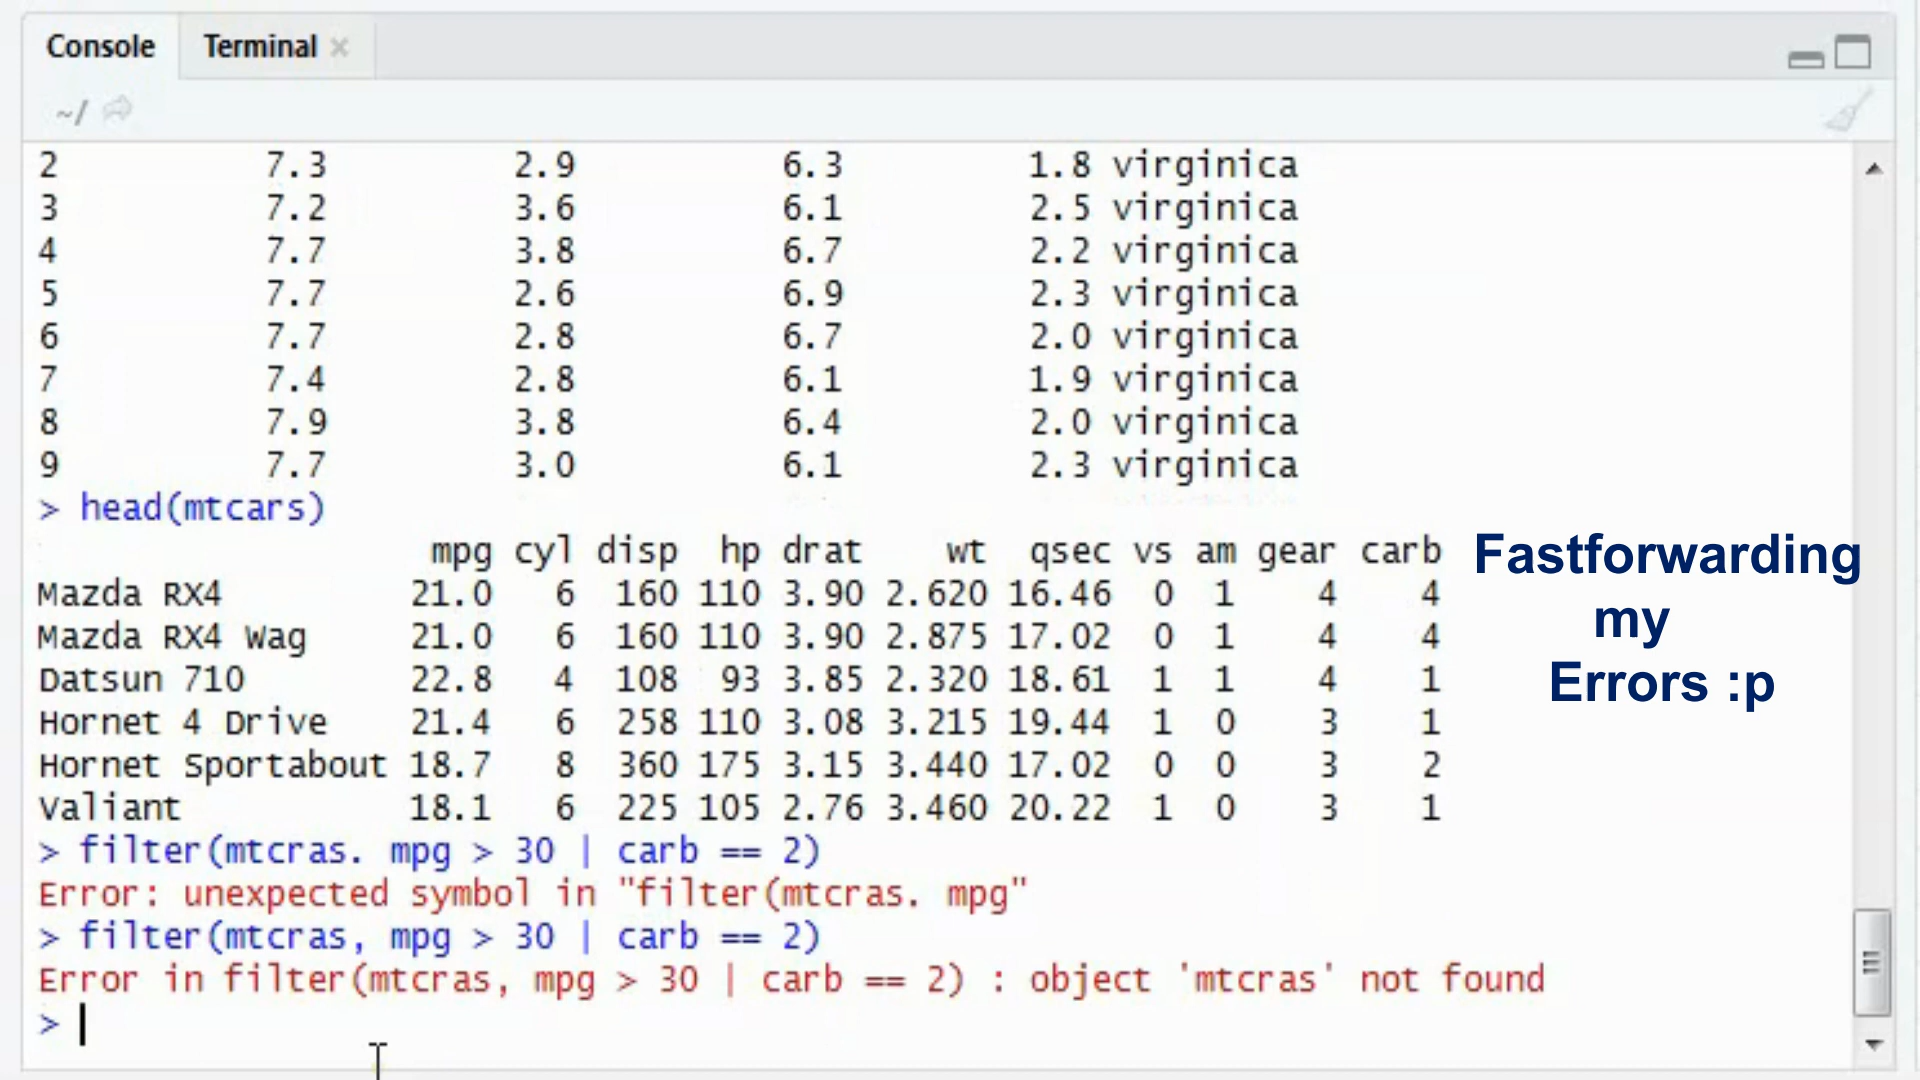 Console Terminal
~/
2 7.3 2.9 6.3 1.8 virginica
3 7.2 3.6 6.1 2.5 virginica
4 7.7 3.8 6.7 2.2 virginica
5 7.7 2.6 6.9 2.3 virginica
6 7.7 2.8 6.7 2.0 virginica
7 7.4 2.8 6.1 1.9 virginica
8 7.9 3.8 6.4 2.0 virginica
9 7.7 3.0 6.1 2.3 virginica
> head(mtcars)
mpg cyl disp hp drat wt qsec vs am gear carb
Mazda RX4 21.0 6 160 110 3.90 2.620 16.46 0 1 4 4
Mazda RX4 Wag 21.0 6 160 110 3.90 2.875 17.02 0 1 4 4
Datsun 710 22.8 4 108 93 3.85 2.320 18.61 1 1 4 1
Hornet 4 Drive 21.4 6 258 110 3.08 3.215 19.44 1 0 3 1
Hornet Sportabout 18.7 8 360 175 3.15 3.440 17.02 0 0 3 2
Valiant 18.1 6 225 105 2.76 3.460 20.22 1 0 3 1
> filter(mtcras. mpg > 30 | carb == 2)
Error: unexpected symbol in "filter(mtcras. mpg"
> filter(mtcras, mpg > 30 | carb == 2)
Error in filter(mtcras, mpg > 30 | carb == 2) : object 'mtcras' not found
>
Fastforwarding
my
Errors :p